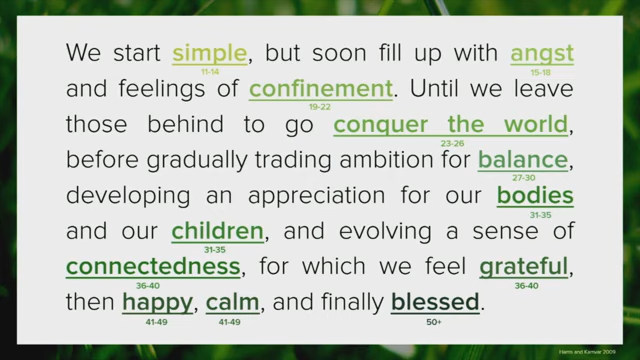 We start simple, but soon fill up with angst
11-14 15-18
and feelings of confinement. Until we leave
19-22
those behind to go conquer the world,
23-26
before gradually trading ambition for balance,
27-30
developing an appreciation for our bodies
31-35
and our children, and evolving a sense of
31-35
connectedness, for which we feel grateful,
36-40 36-40
then happy, calm, and finally blessed.
41-49 41-49 50+
Harris and Kamvar 2009